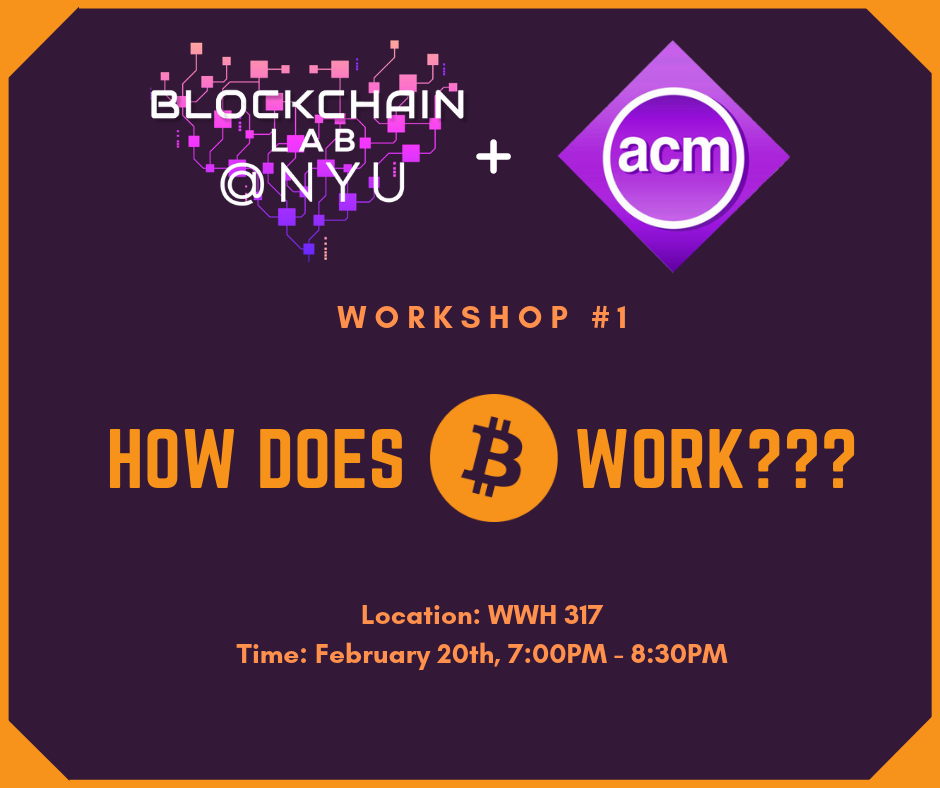 BLOCKCHAIN
LAB
@NYU
+
acm
WORKSHOP #1
HOW DOES ₿ WORK???
Location: WWH 317
Time: February 20th, 7:00PM - 8:30PM